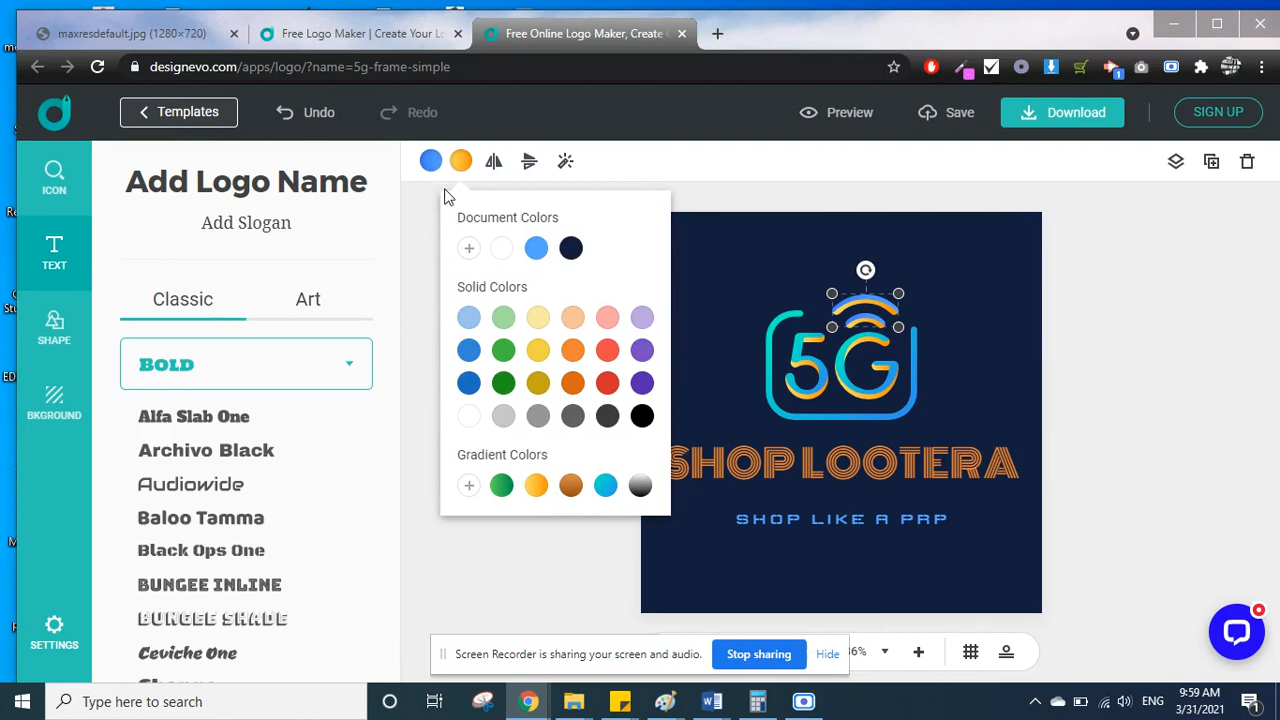 maxresdefault.jpg (1280×720)
Free Logo Maker | Create Your Lo
Free Online Logo Maker, Create
designevo.com/apps/logo/?name=5g-frame-simple
1
Templates
Undo
Redo
Preview
Save
Download
SIGN UP
ICON
TEXT
SHAPE
BKGROUND
SETTINGS
Add Logo Name
Add Slogan
Classic
Art
BOLD
Alfa Slab One
Archivo Black
Audiowide
Baloo Tamma
Black Ops One
BUNGEE INLINE
BUNGEE SHADE
Ceviche One
Document Colors
Solid Colors
Gradient Colors
5G
SHOP LOOTERA
SHOP LIKE A PRP
Screen Recorder is sharing your screen and audio.
Stop sharing
Hide
86%
Type here to search
ENG
9:59 AM
3/31/2021
1